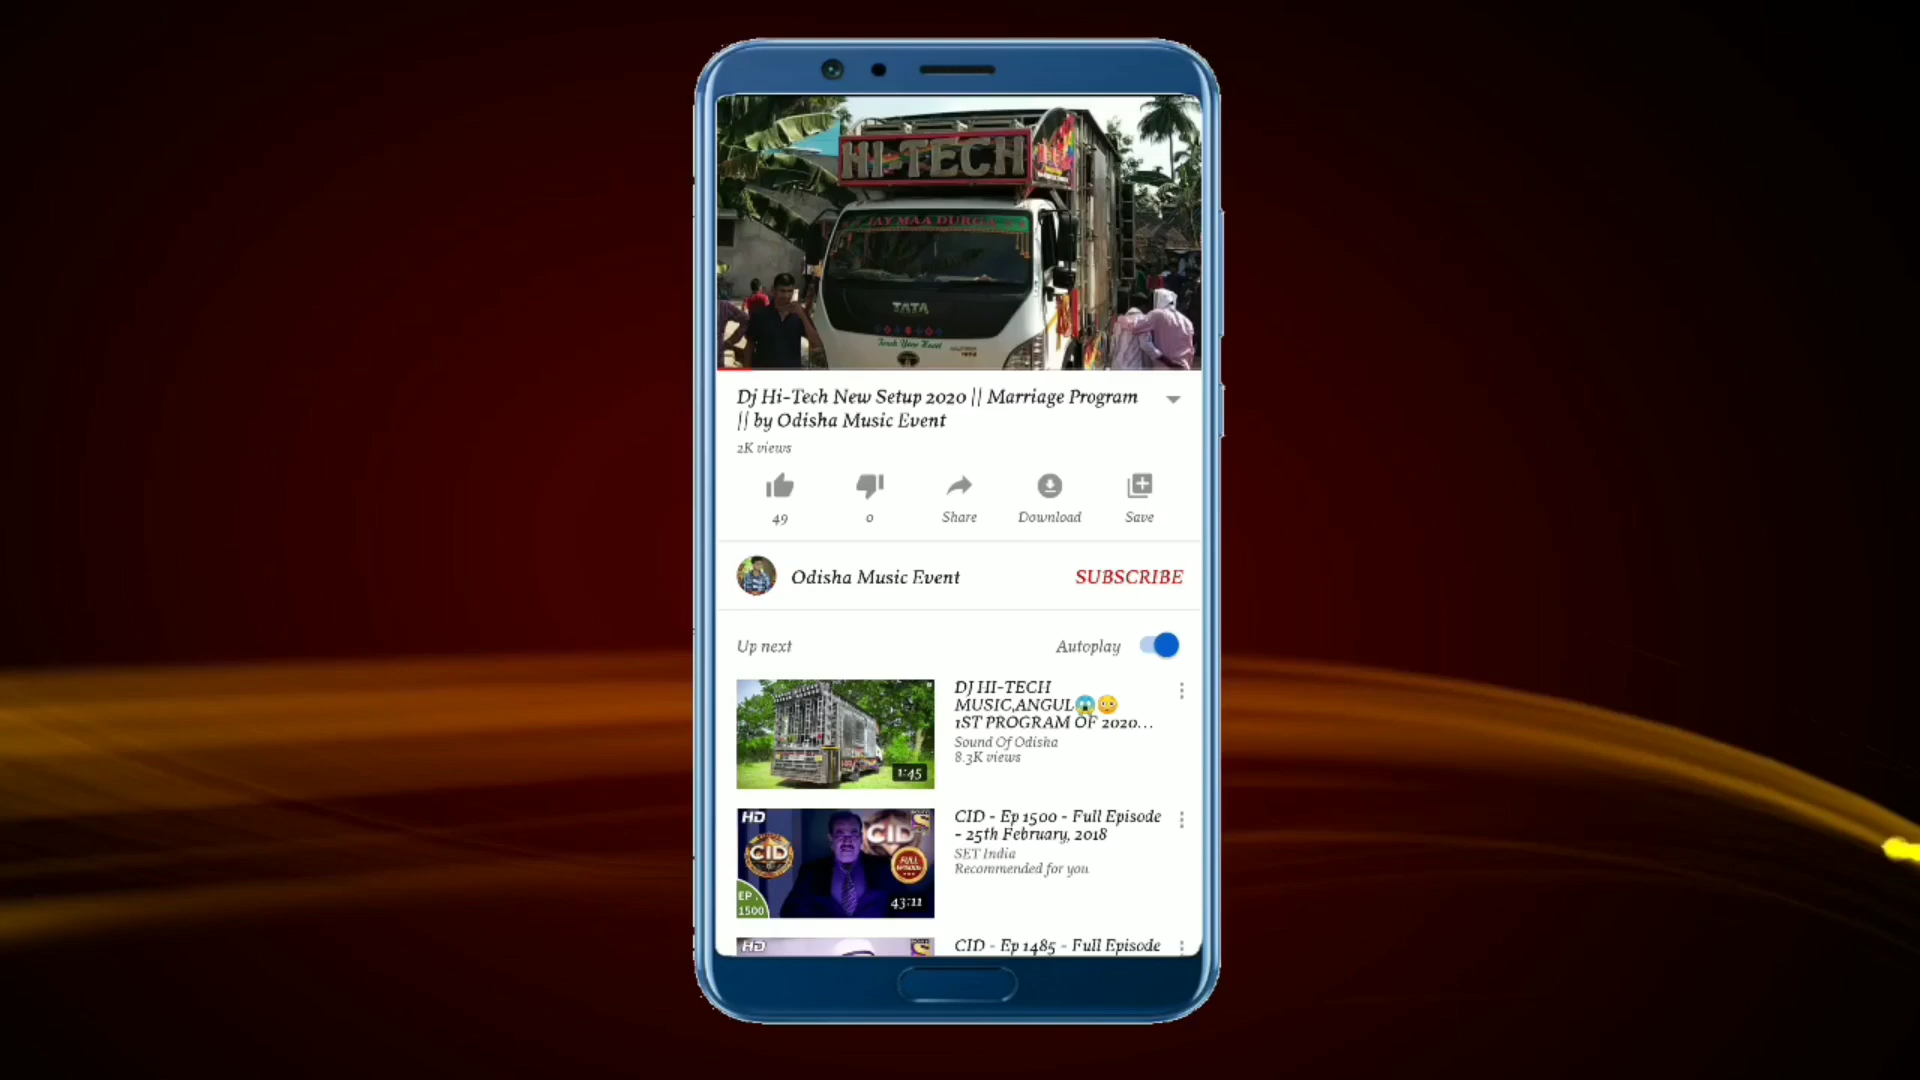 HI-TECH
JAY MAA DURGA
TATA
Dj Hi-Tech New Setup 2020 || Marriage Program
|| by Odisha Music Event
2K views
49
0
Share
Download
Save
Odisha Music Event
SUBSCRIBE
Up next
Autoplay
DJ HI-TECH
MUSIC,ANGUL😱😳
1ST PROGRAM OF 2020...
Sound Of Odisha
8.3K views
1:45
HD
CID
CID
FULL
EP.
1500
43:11
CID - Ep 1500 - Full Episode
- 25th February, 2018
SET India
Recommended for you
HD
CID - Ep 1485 - Full Episode